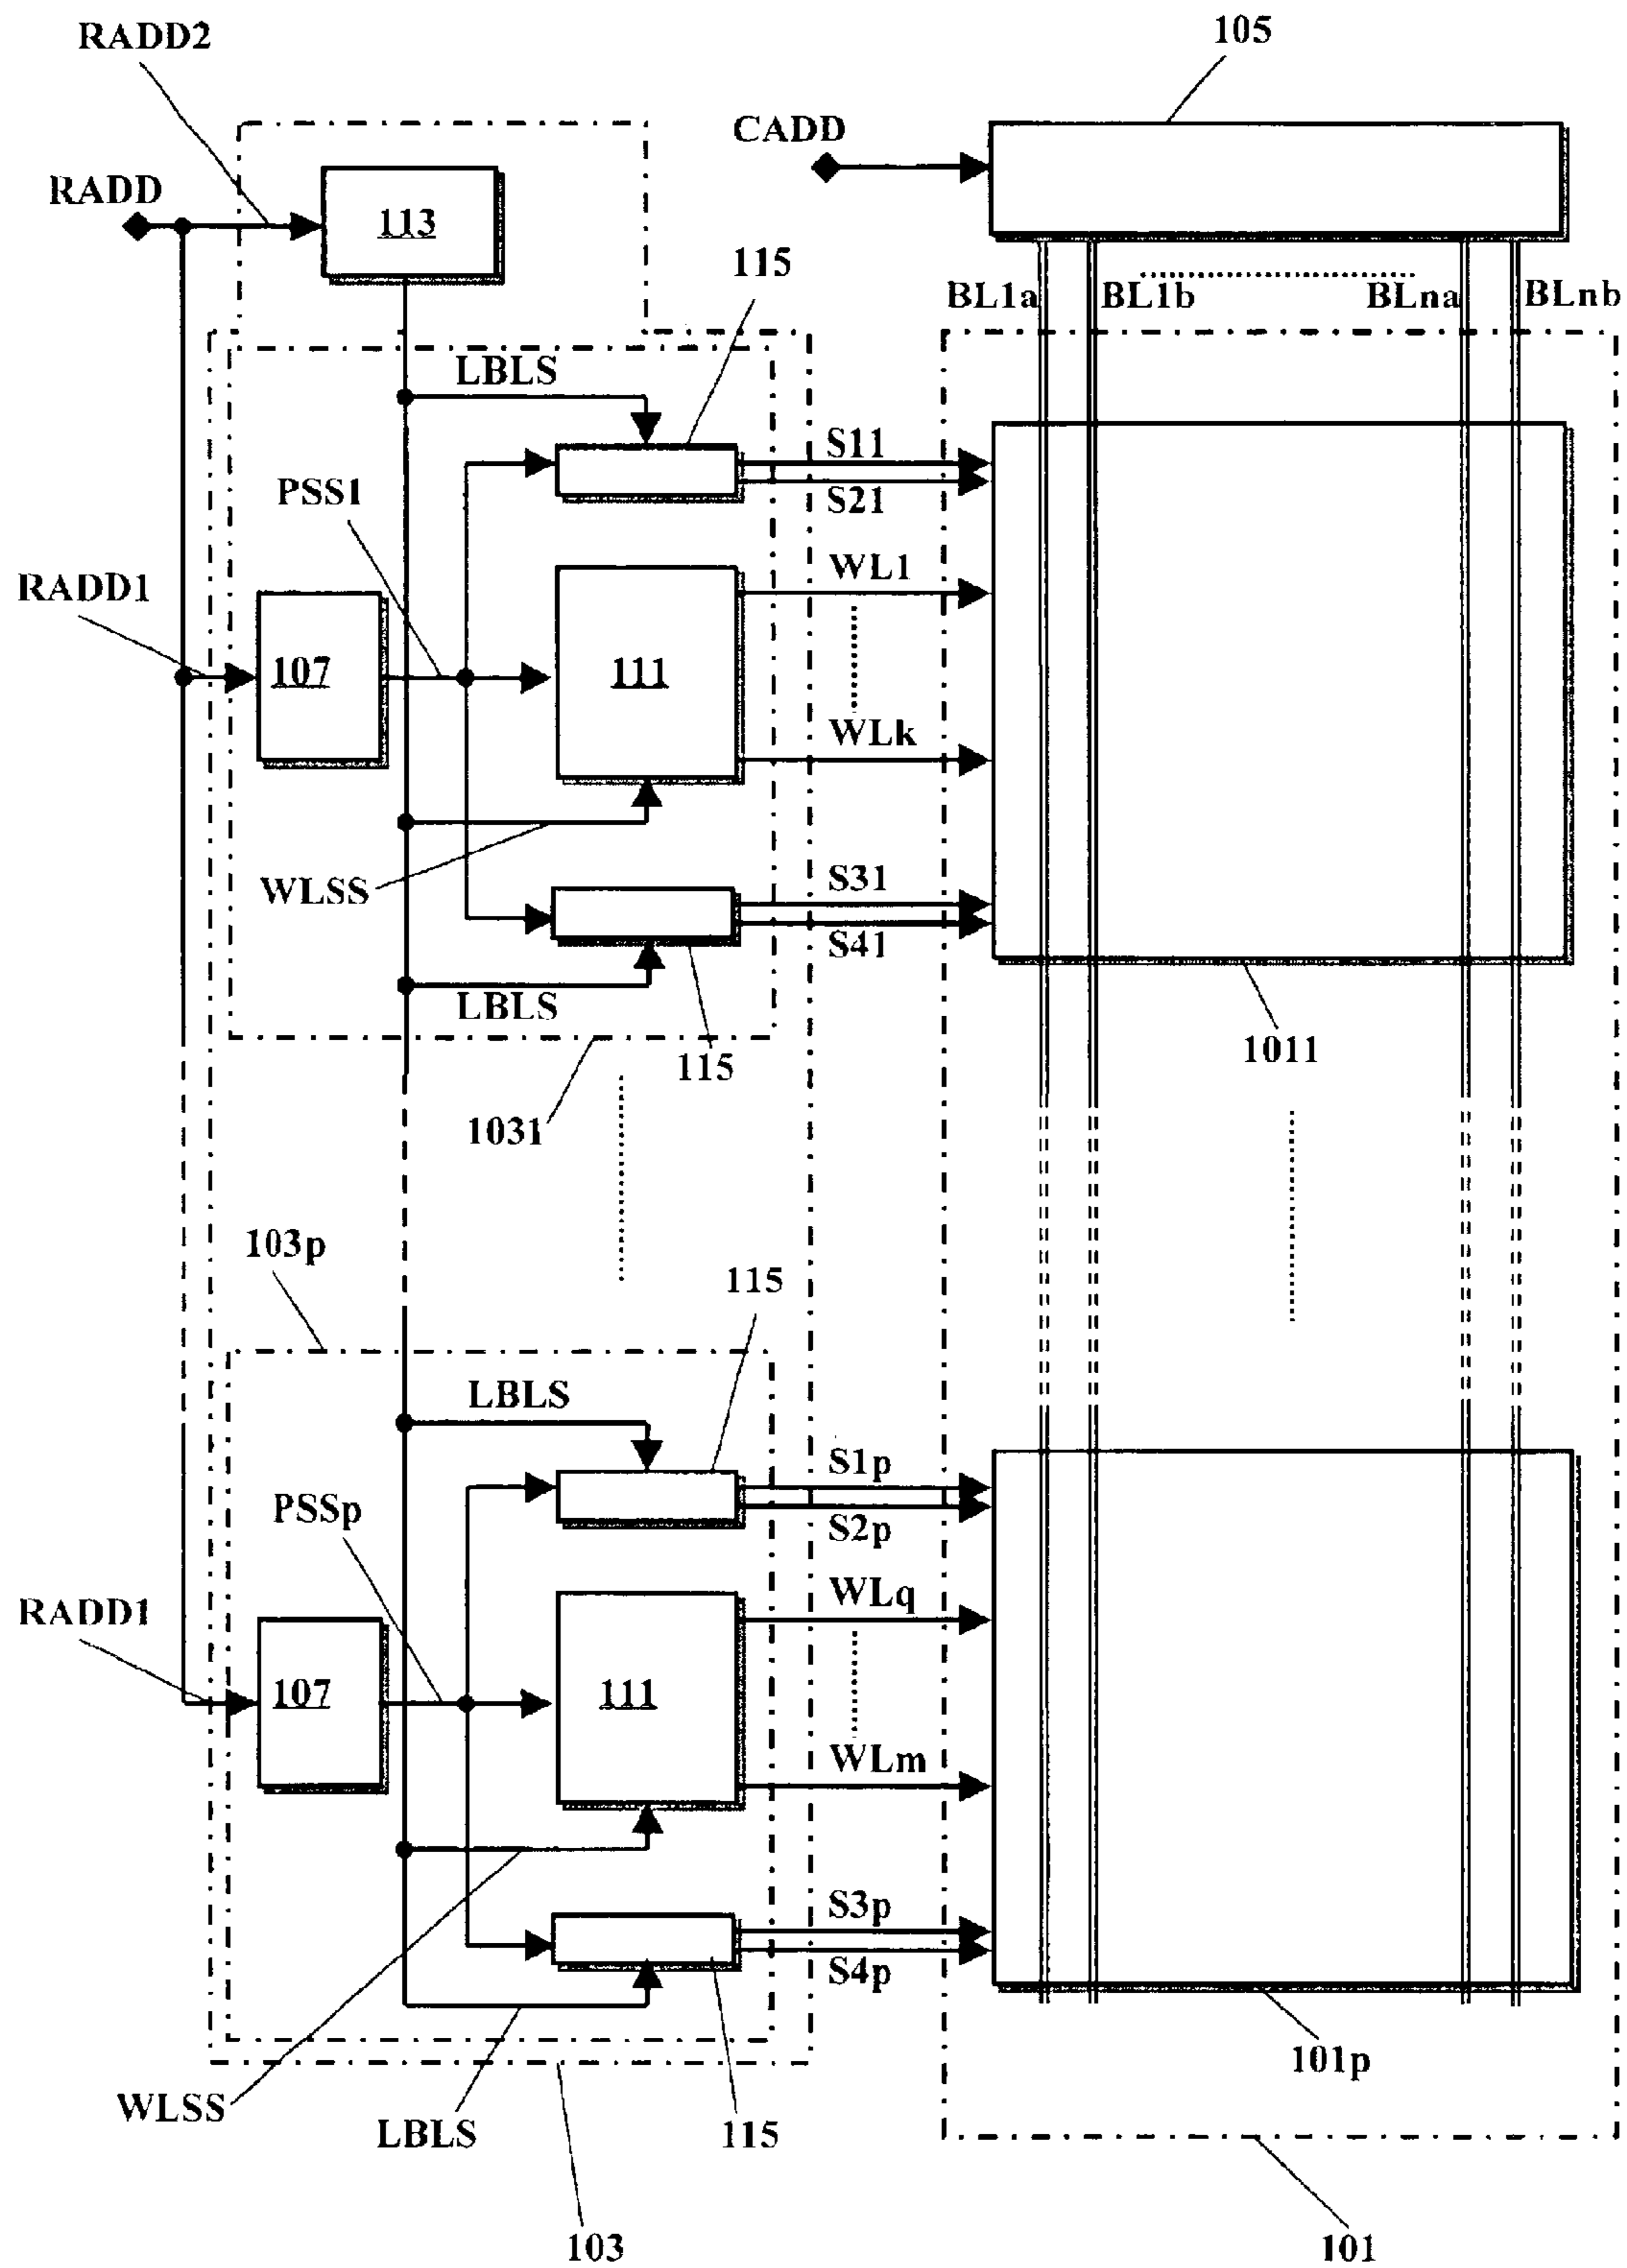 RADD2
105
CADD
RADD
113
115
BL1a
BL1b
BLna
BLnb
LBLS
S11
S21
PSS1
WL1
RADD1
107
111
WLk
WLSS
S31
S41
LBLS
115
1011
1031
103p
115
LBLS
S1p
S2p
PSSp
WLq
RADD1
107
111
WLm
S3p
S4p
101p
WLSS
LBLS
115
103
101